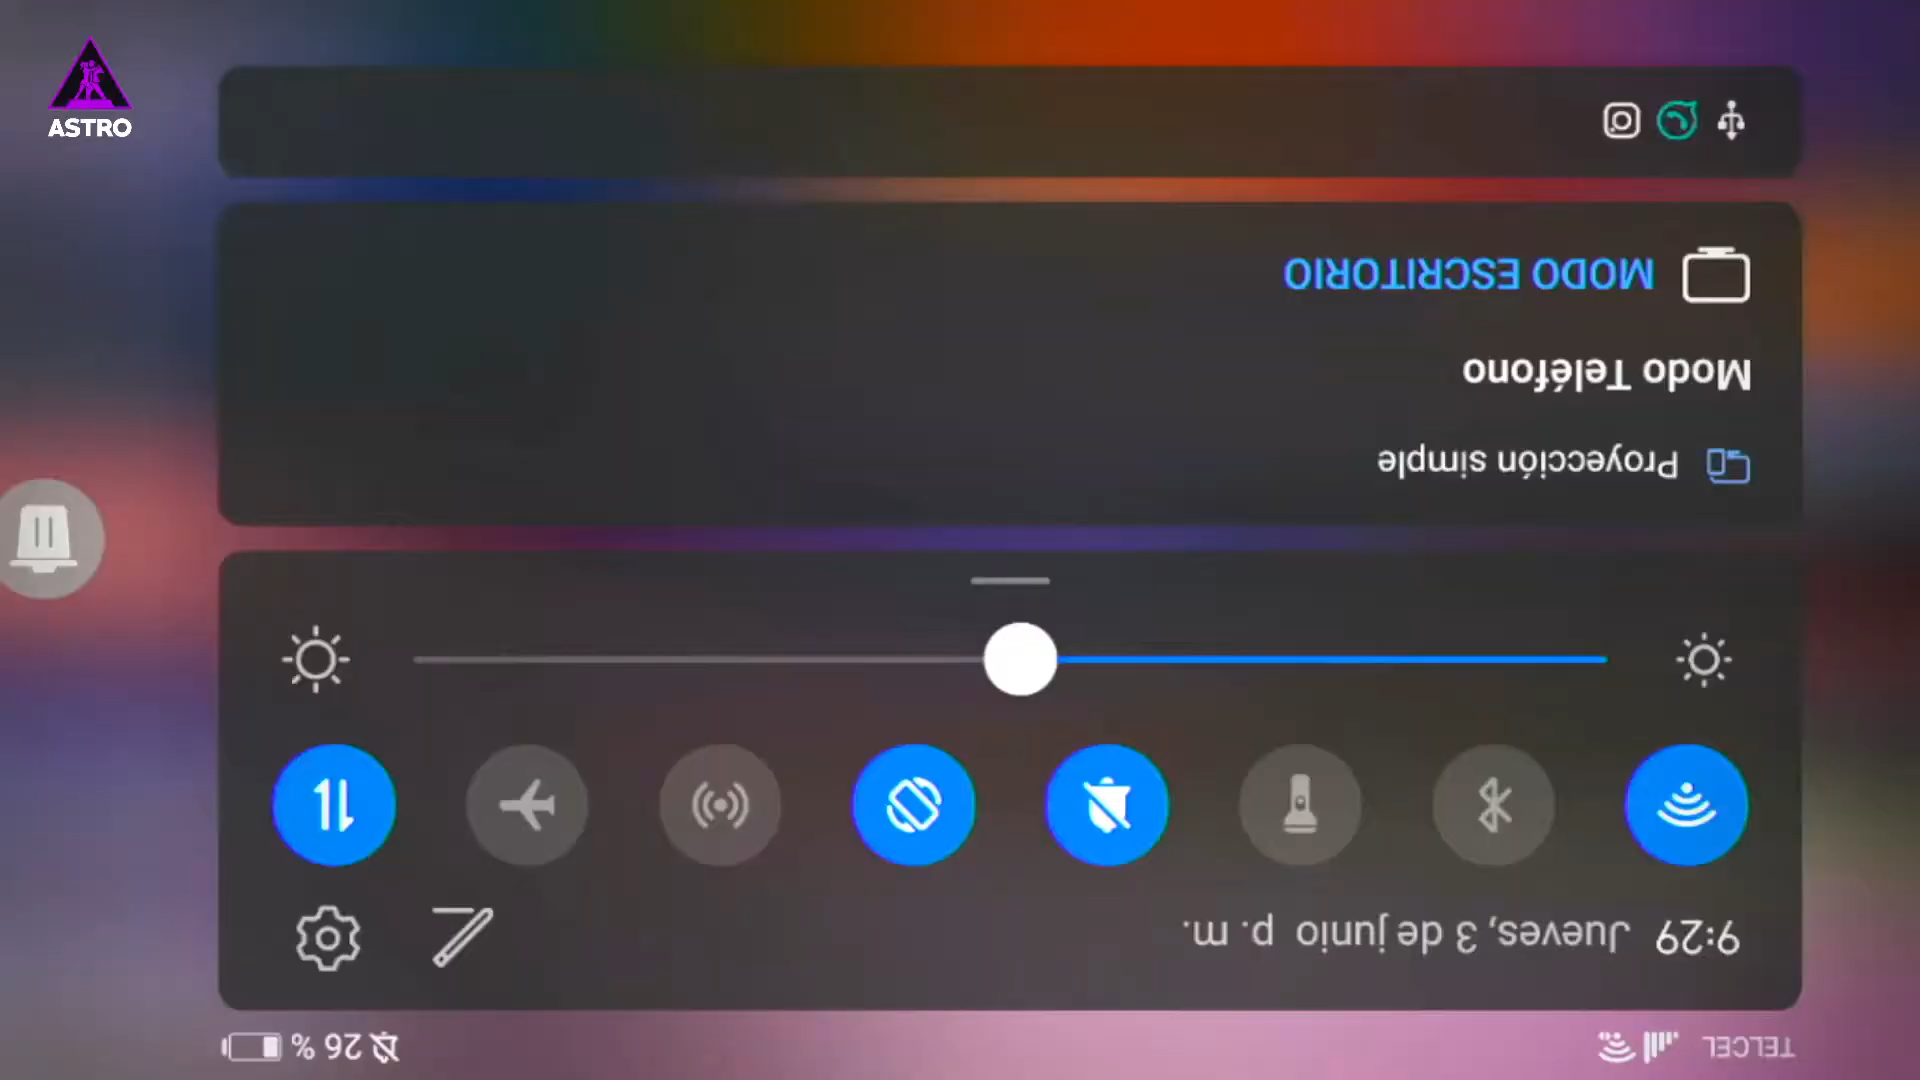 ASTRO
TELCEL 26 %
9:29 Jueves, 3 de junio p. m.
Proyección simple
Modo Teléfono
MODO ESCRITORIO